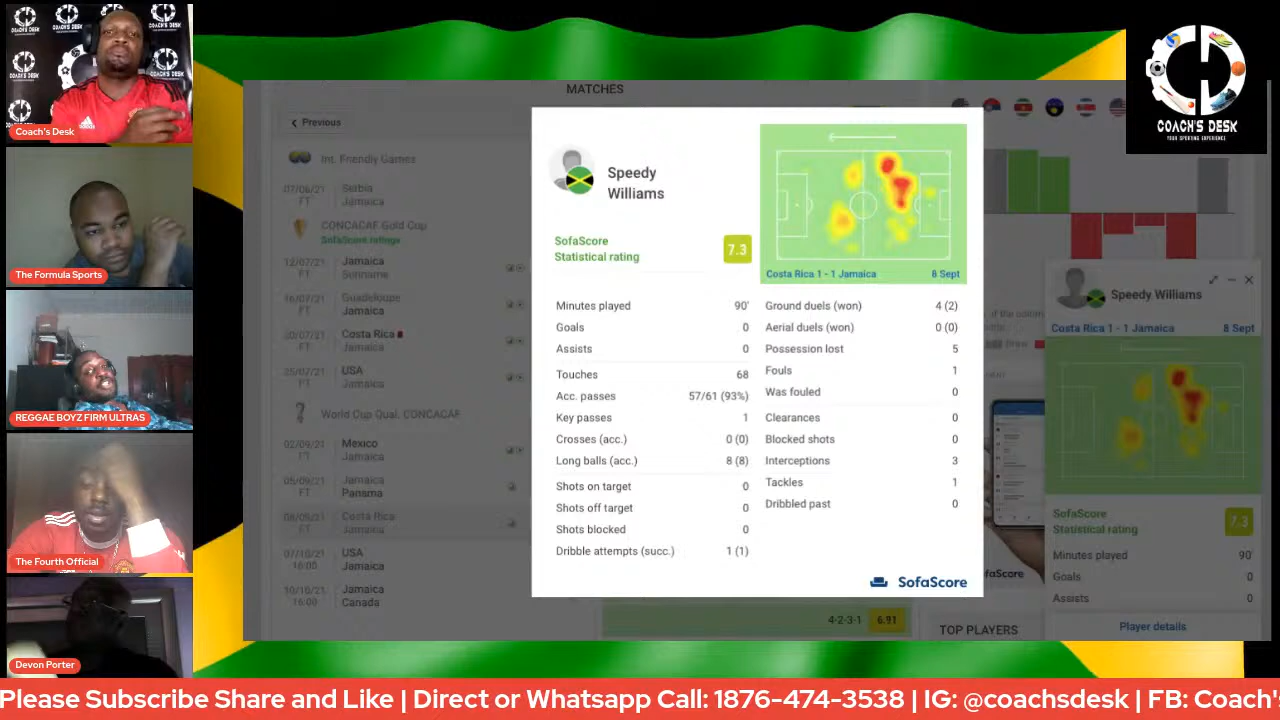 COACH'S DESK
Coach's Desk
The Formula Sports
REGGAE BOYZ FIRM ULTRAS
The Fourth Official
Devon Porter
MATCHES
Previous
Int. Friendly Games
07/06/21
FT
Serbia
Jamaica
CONCACAF Gold Cup
SofaScore ratings
12/07/21
FT
Jamaica
Suriname
16/07/21
FT
Guadeloupe
Jamaica
20/07/21
FT
Costa Rica
Jamaica
25/07/21
FT
USA
Jamaica
World Cup Qual. CONCACAF
02/09/21
FT
Mexico
Jamaica
05/09/21
FT
Jamaica
Panama
08/09/21
FT
Costa Rica
Jamaica
07/10/21
16:00
USA
Jamaica
10/10/21
16:00
Jamaica
Canada
Speedy
Williams
SofaScore
Statistical rating
7.3
Costa Rica 1 - 1 Jamaica 8 Sept
Minutes played 90'
Goals 0
Assists 0
Touches 68
Acc. passes 57/61 (93%)
Key passes 1
Crosses (acc.) 0 (0)
Long balls (acc.) 8 (8)
Shots on target 0
Shots off target 0
Shots blocked 0
Dribble attempts (succ.) 1 (1)
Ground duels (won) 4 (2)
Aerial duels (won) 0 (0)
Possession lost 5
Fouls 1
Was fouled 0
Clearances 0
Blocked shots 0
Interceptions 3
Tackles 1
Dribbled past 0
SofaScore
4-2-3-1 6.91
TOP PLAYERS
COACH'S DESK
YOUR SPORTING EXPERIENCE
Speedy Williams
Costa Rica 1 - 1 Jamaica 8 Sept
SofaScore
Statistical rating
7.3
Minutes played 90'
Goals 0
Assists 0
Player details
Please Subscribe Share and Like | Direct or Whatsapp Call: 1876-474-3538 | IG: @coachsdesk | FB: Coach's